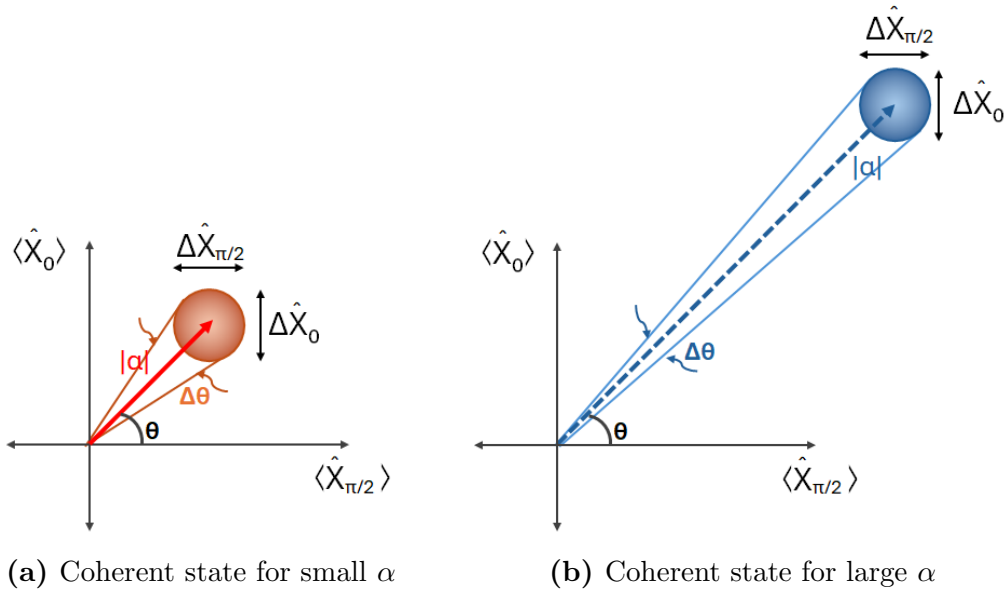 ΔX̂π/2
ΔX̂₀
|α|
Δθ
θ
⟨X̂₀⟩
⟨X̂π/2⟩
(a) Coherent state for small α
ΔX̂π/2
ΔX̂₀
|α|
Δθ
θ
⟨X̂₀⟩
⟨X̂π/2⟩
(b) Coherent state for large α